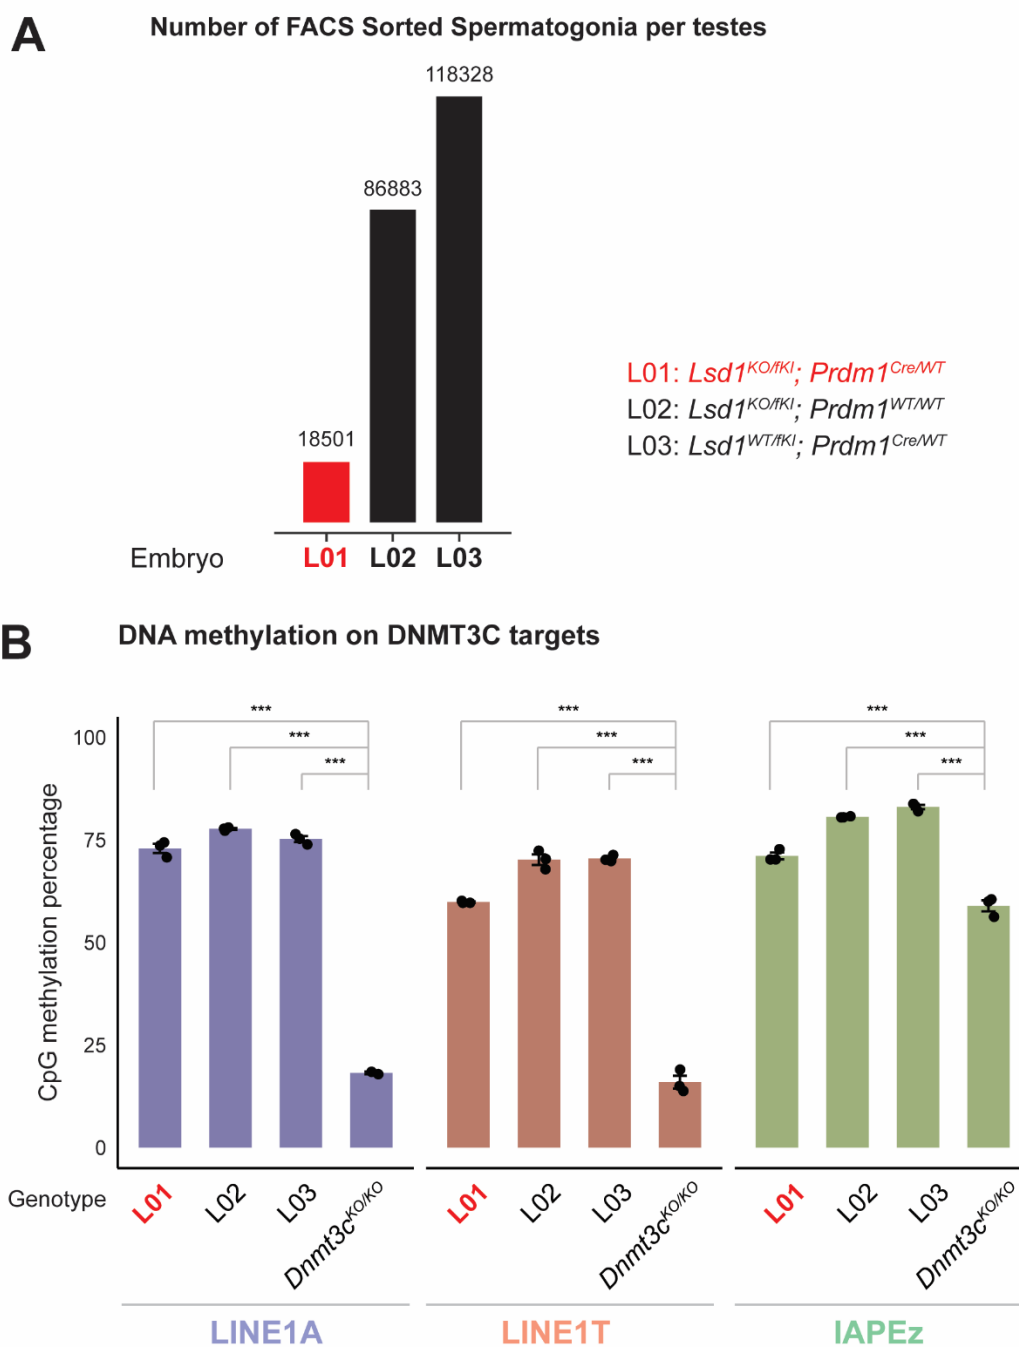 A
Number of FACS Sorted Spermatogonia per testes
118328
86883
18501
L01: Lsd1KO/fKI; Prdm1Cre/WT
L02: Lsd1KO/fKI; Prdm1WT/WT
L03: Lsd1WT/fKI; Prdm1Cre/WT
Embryo L01 L02 L03
B
DNA methylation on DNMT3C targets
CpG methylation percentage
100
75
50
25
0
*** *** ***
*** *** ***
*** *** ***
Genotype L01 L02 L03 Dnmt3cKO/KO L01 L02 L03 Dnmt3cKO/KO L01 L02 L03 Dnmt3cKO/KO
LINE1A LINE1T IAPEz